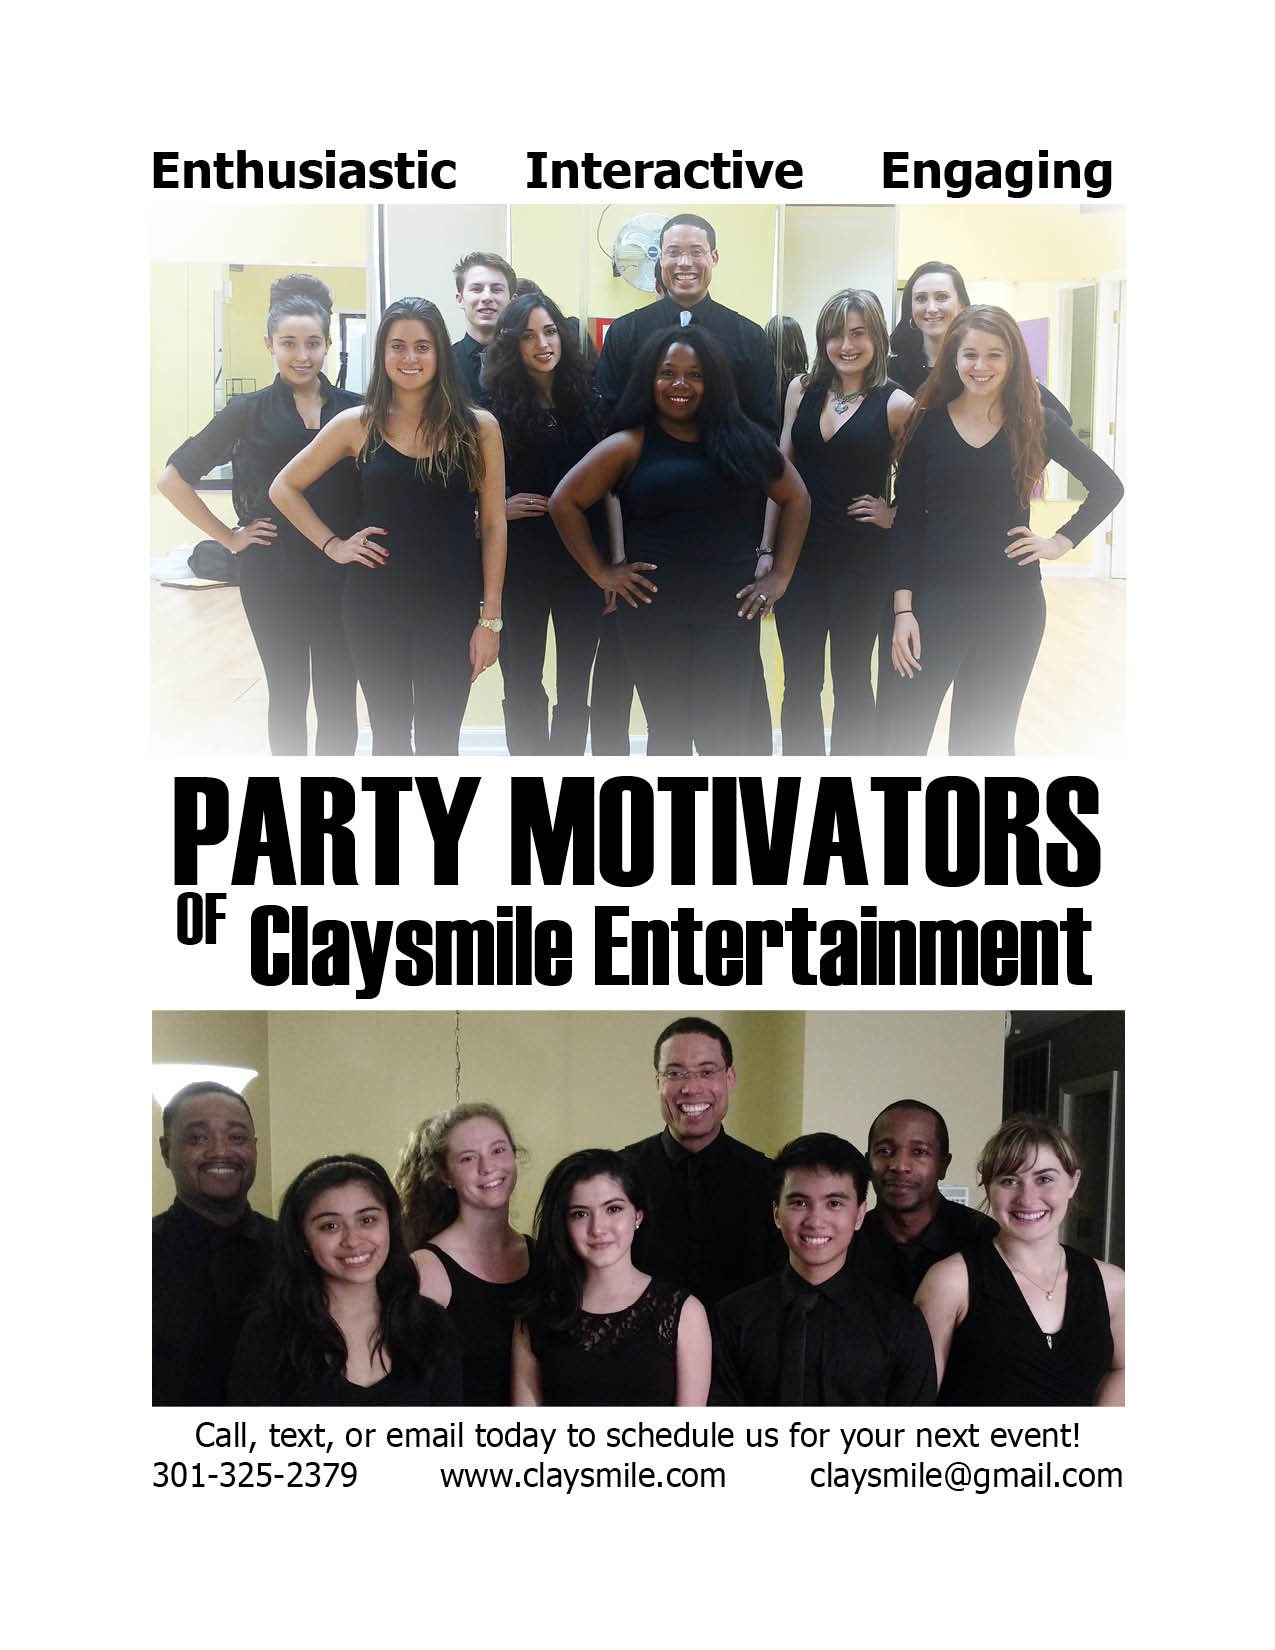 Enthusiastic Interactive Engaging
PARTY MOTIVATORS
OF Claysmile Entertainment
Call, text, or email today to schedule us for your next event!
301-325-2379 www.claysmile.com claysmile@gmail.com